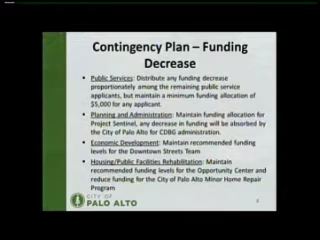 Contingency Plan – Funding
Decrease
• Public Services: Distribute any funding decrease
proportionately among the remaining public service
applicants, but maintain a minimum funding allocation of
$5,000 for any applicant.
• Planning and Administration: Maintain funding allocation for
Project Sentinel, any decrease in funding will be absorbed by
the City of Palo Alto for CDBG administration.
• Economic Development: Maintain recommended funding
levels for the Downtown Streets Team
• Housing/Public Facilities Rehabilitation: Maintain
recommended funding levels for the Opportunity Center and
reduce funding for the City of Palo Alto Minor Home Repair
Program
CITY OF
PALO ALTO